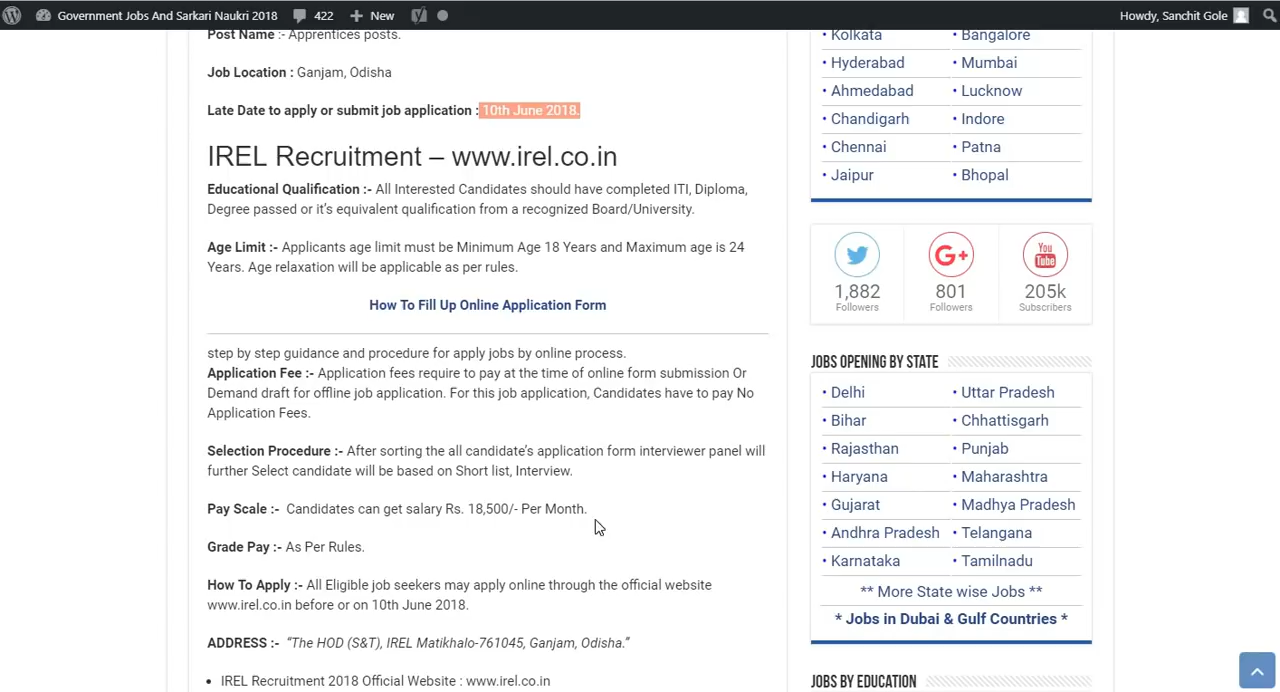 Government Jobs And Sarkari Naukri 2018 422 New Howdy, Sanchit Gole
Post Name :- Apprentices posts.
Job Location : Ganjam, Odisha
Late Date to apply or submit job application : 10th June 2018.
IREL Recruitment – www.irel.co.in
Educational Qualification :- All Interested Candidates should have completed ITI, Diploma,
Degree passed or it's equivalent qualification from a recognized Board/University.
Age Limit :- Applicants age limit must be Minimum Age 18 Years and Maximum age is 24
Years. Age relaxation will be applicable as per rules.
How To Fill Up Online Application Form
step by step guidance and procedure for apply jobs by online process.
Application Fee :- Application fees require to pay at the time of online form submission Or
Demand draft for offline job application. For this job application, Candidates have to pay No
Application Fees.
Selection Procedure :- After sorting the all candidate's application form interviewer panel will
further Select candidate will be based on Short list, Interview.
Pay Scale :- Candidates can get salary Rs. 18,500/- Per Month.
Grade Pay :- As Per Rules.
How To Apply :- All Eligible job seekers may apply online through the official website
www.irel.co.in before or on 10th June 2018.
ADDRESS :- "The HOD (S&T), IREL Matikhalo-761045, Ganjam, Odisha."
• IREL Recruitment 2018 Official Website : www.irel.co.in
• Kolkata • Bangalore
• Hyderabad • Mumbai
• Ahmedabad • Lucknow
• Chandigarh • Indore
• Chennai • Patna
• Jaipur • Bhopal
G+ You Tube
1,882 801 205k
Followers Followers Subscribers
JOBS OPENING BY STATE
• Delhi • Uttar Pradesh
• Bihar • Chhattisgarh
• Rajasthan • Punjab
• Haryana • Maharashtra
• Gujarat • Madhya Pradesh
• Andhra Pradesh • Telangana
• Karnataka • Tamilnadu
** More State wise Jobs **
* Jobs in Dubai & Gulf Countries *
JOBS BY EDUCATION